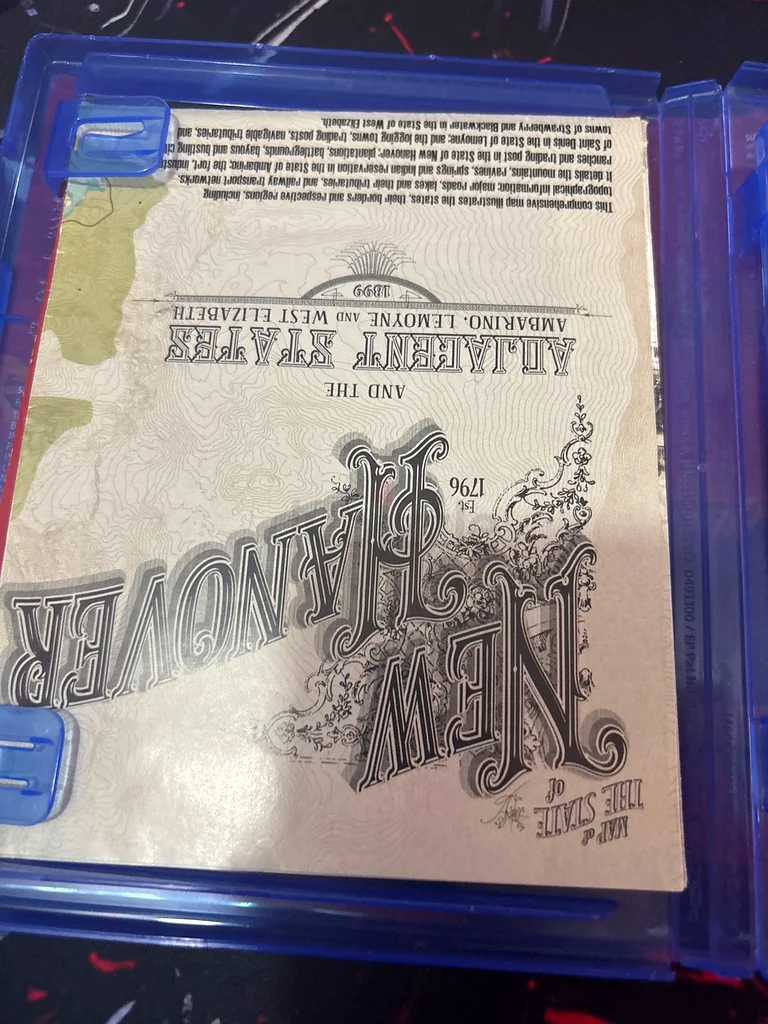 MAP of
THE STATE
of
NEW
HANOVER
Est.
1796
AND THE
ADJACENT STATES
AMBARINO, LEMOYNE AND WEST ELIZABETH
1899
This comprehensive map illustrates the states, their borders and respective regions, including
topographical information: major roads, lakes and their tributaries, and railway transport networks.
It details the mountains, ravines, springs and Indian reservation in the State of Ambarino; the fort,
ranches and trading post in the State of New Hanover; plantations, battleground, bayous and bustling
of Saint Denis in the State of Lemoyne; and the logging towns, trading posts, navigable tributaries, and
towns of Strawberry and Blackwater in the State of West Elizabeth.